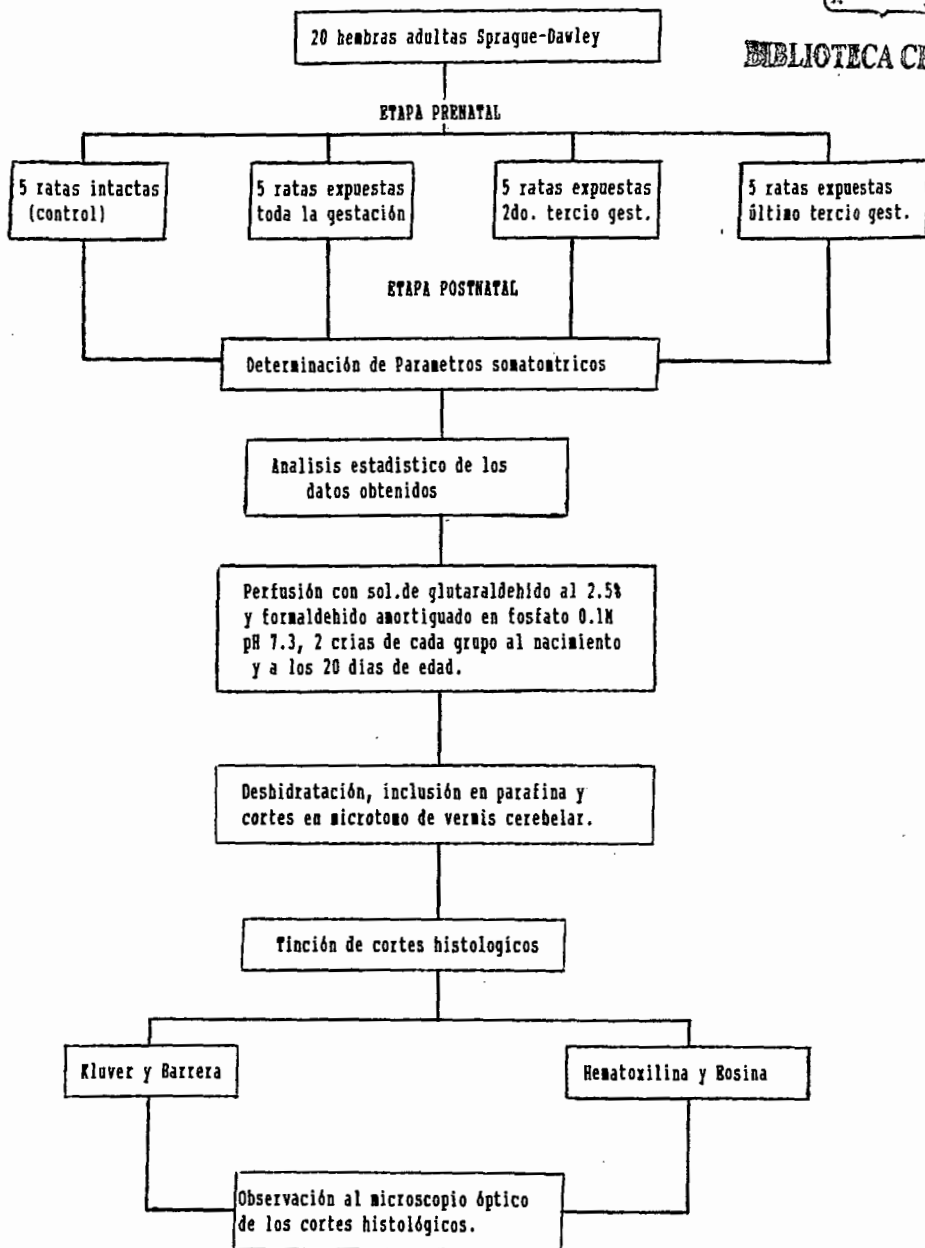 BIBLIOTECA CE
20 hembras adultas Sprague-Dawley
ETAPA PRENATAL
5 ratas intactas
(control)
5 ratas expuestas
toda la gestación
5 ratas expuestas
2do. tercio gest.
5 ratas expuestas
último tercio gest.
ETAPA POSTNATAL
Determinación de Parametros somatomtricos
Analisis estadistico de los
datos obtenidos
Perfusión con sol.de glutaraldehido al 2.5%
y formaldehido amortiguado en fosfato 0.1M
pH 7.3, 2 crias de cada grupo al nacimiento
y a los 20 dias de edad.
Deshidratación, inclusión en parafina y
cortes en microtomo de vermis cerebelar.
Tinción de cortes histologicos
Kluver y Barrera
Hematoxilina y Eosina
Observación al microscopio óptico
de los cortes histológicos.